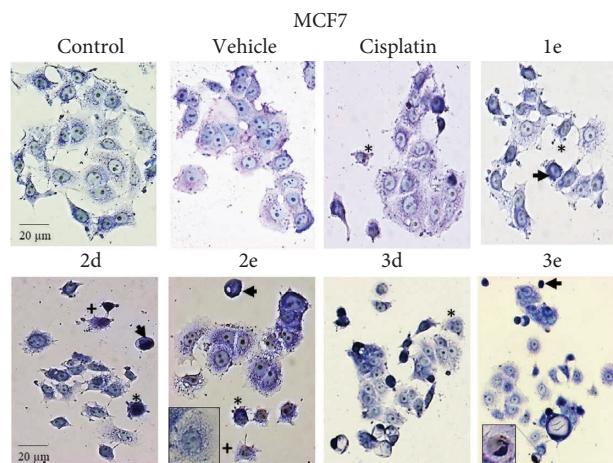 MCF7
Control Vehicle Cisplatin 1e
* *
20 μm
2d 2e 3d 3e
+ *
* *
+
20 μm